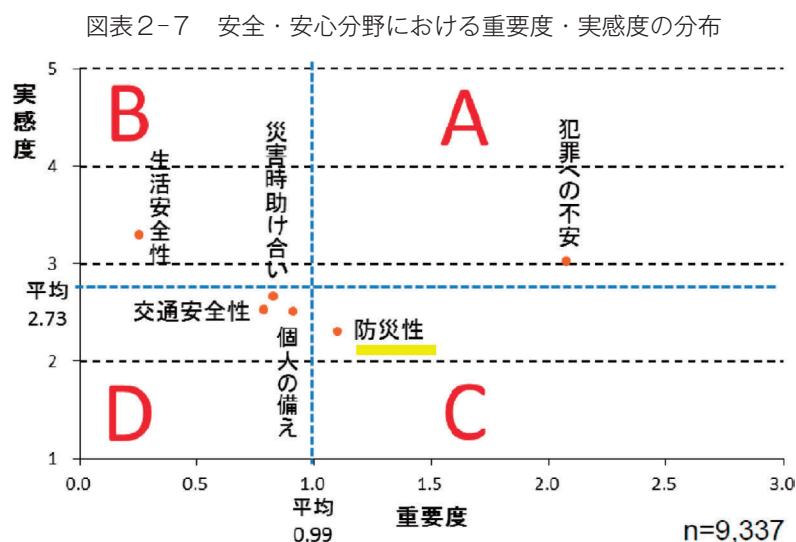 図表2-7 安全・安心分野における重要度・実感度の分布
実感度
5
4
3
2
1
平均
2.73
B
A
D
C
生活安全性
災害時助け合い
犯罪への不安
交通安全性
個人の備え
防災性
0.0
0.5
1.0
1.5
2.0
2.5
3.0
平均
0.99
重要度
n=9,337